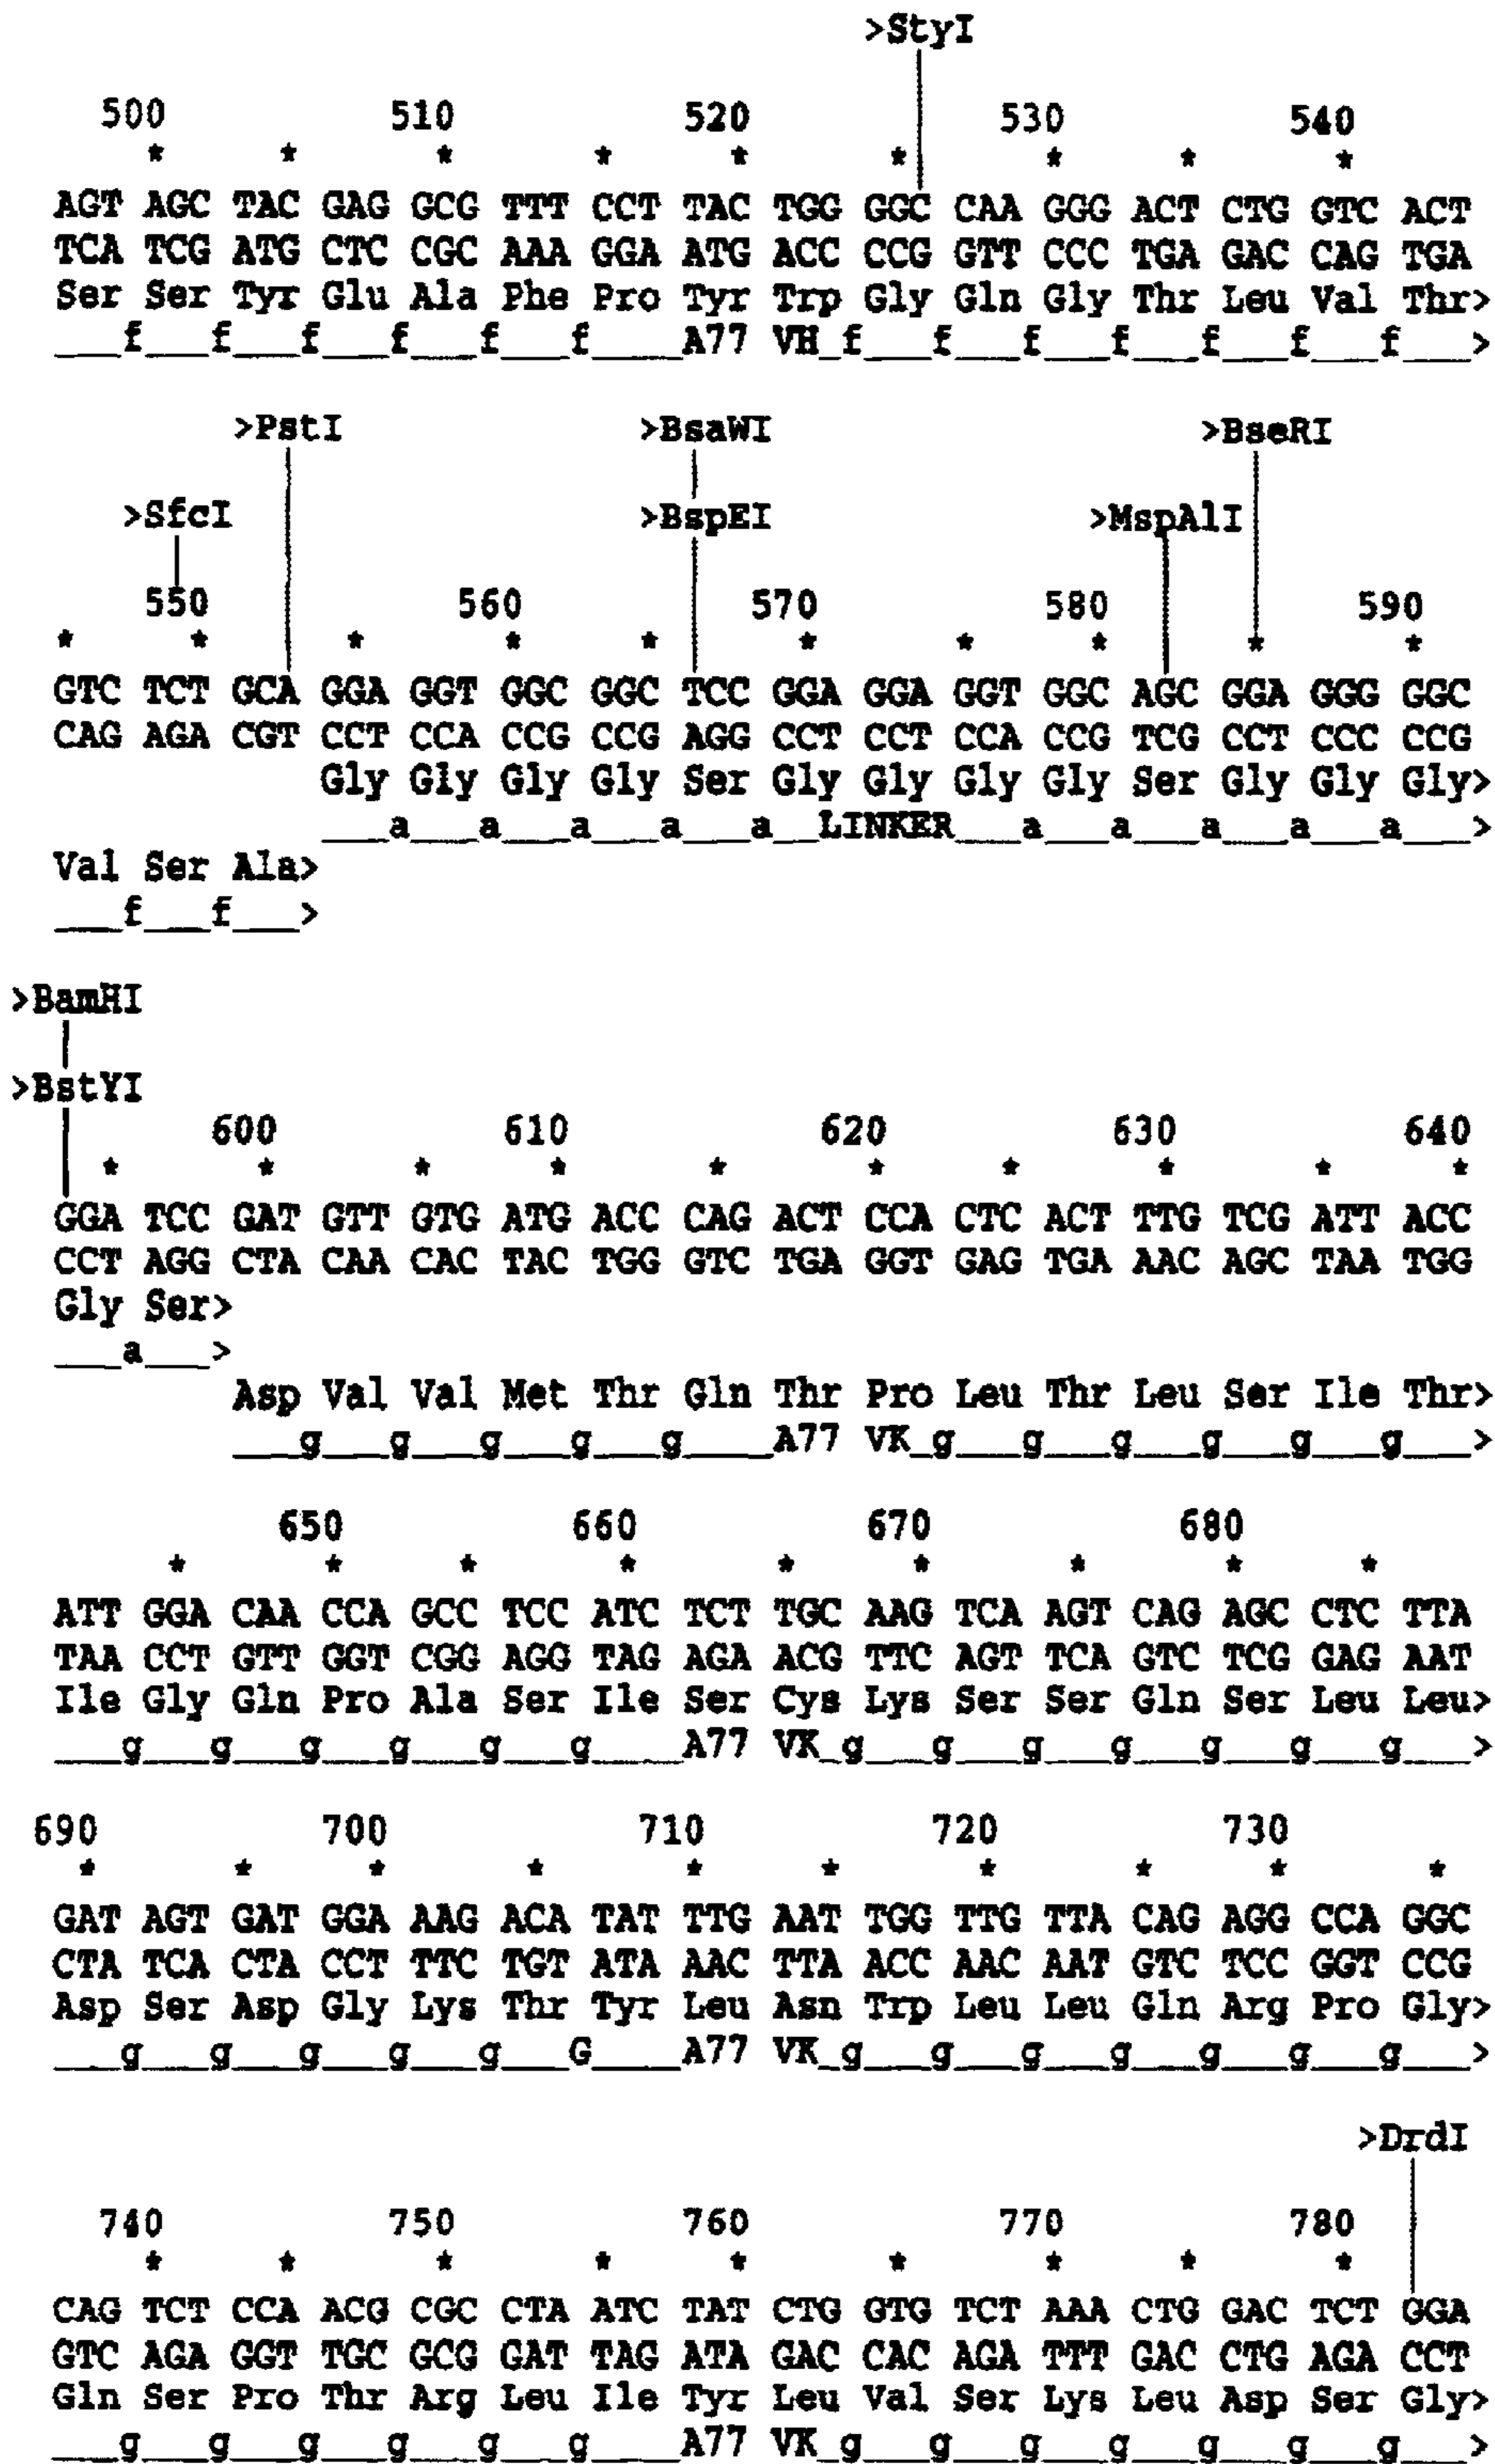 >StyI
500 510 520 530 540
* * * * * * * * *
AGT AGC TAC GAG GCG TTT CCT TAC TGG GGC CAA GGG ACT CTG GTC ACT
TCA TCG ATG CTC CGC AAA GGA ATG ACC CCG GTT CCC TGA GAC CAG TGA
Ser Ser Tyr Glu Ala Phe Pro Tyr Trp Gly Gln Gly Thr Leu Val Thr>
___f___f___f___f___f___f____A77 VH_f___f___f___f___f___f___f___>
>PstI >BsaWI >BseRI
>SfcI >BspEI >MspAlI
550 560 570 580 590
* * * * * * * * * *
GTC TCT GCA GGA GGT GGC GGC TCC GGA GGA GGT GGC AGC GGA GGG GGC
CAG AGA CGT CCT CCA CCG CCG AGG CCT CCT CCA CCG TCG CCT CCC CCG
Gly Gly Gly Gly Ser Gly Gly Gly Gly Ser Gly Gly Gly>
___a___a___a___a___a__LINKER___a___a___a___a___a___>
Val Ser Ala>
___f___f___>
>BamHI
>BstYI
600 610 620 630 640
* * * * * * * * * *
GGA TCC GAT GTT GTG ATG ACC CAG ACT CCA CTC ACT TTG TCG ATT ACC
CCT AGG CTA CAA CAC TAC TGG GTC TGA GGT GAG TGA AAC AGC TAA TGG
Gly Ser>
___a___>
Asp Val Val Met Thr Gln Thr Pro Leu Thr Leu Ser Ile Thr>
___g___g___g___g___g____A77 VK_g___g___g___g___g___g___>
650 660 670 680
* * * * * * * * *
ATT GGA CAA CCA GCC TCC ATC TCT TGC AAG TCA AGT CAG AGC CTC TTA
TAA CCT GTT GGT CGG AGG TAG AGA ACG TTC AGT TCA GTC TCG GAG AAT
Ile Gly Gln Pro Ala Ser Ile Ser Cys Lys Ser Ser Gln Ser Leu Leu>
___g___g___g___g___g___g____A77 VK_g___g___g___g___g___g___g___>
690 700 710 720 730
* * * * * * * * * *
GAT AGT GAT GGA AAG ACA TAT TTG AAT TGG TTG TTA CAG AGG CCA GGC
CTA TCA CTA CCT TTC TGT ATA AAC TTA ACC AAC AAT GTC TCC GGT CCG
Asp Ser Asp Gly Lys Thr Tyr Leu Asn Trp Leu Leu Gln Arg Pro Gly>
___g___g___g___g___g___G____A77 VK_g___g___g___g___g___g___g___>
>DrdI
740 750 760 770 780
* * * * * * * * *
CAG TCT CCA ACG CGC CTA ATC TAT CTG GTG TCT AAA CTG GAC TCT GGA
GTC AGA GGT TGC GCG GAT TAG ATA GAC CAC AGA TTT GAC CTG AGA CCT
Gln Ser Pro Thr Arg Leu Ile Tyr Leu Val Ser Lys Leu Asp Ser Gly>
___g___g___g___g___g___g____A77 VK_g___g___g___g___g___g___g___>